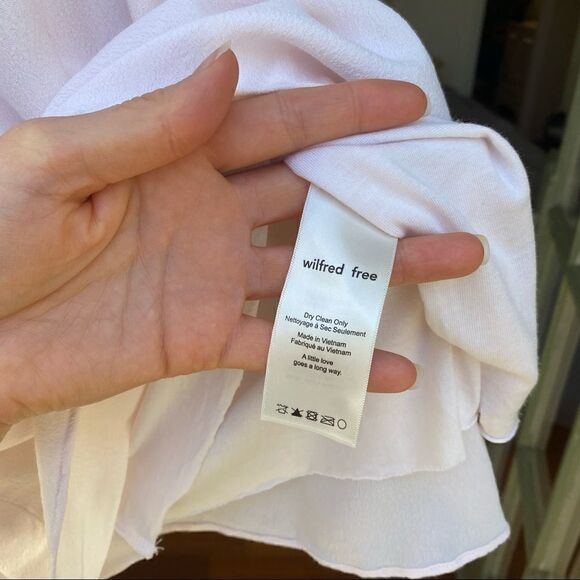 wilfred free
Dry Clean Only
Nettoyage à Sec Seulement
Made in Vietnam
Fabriqué au Vietnam
A little love
goes a long way.